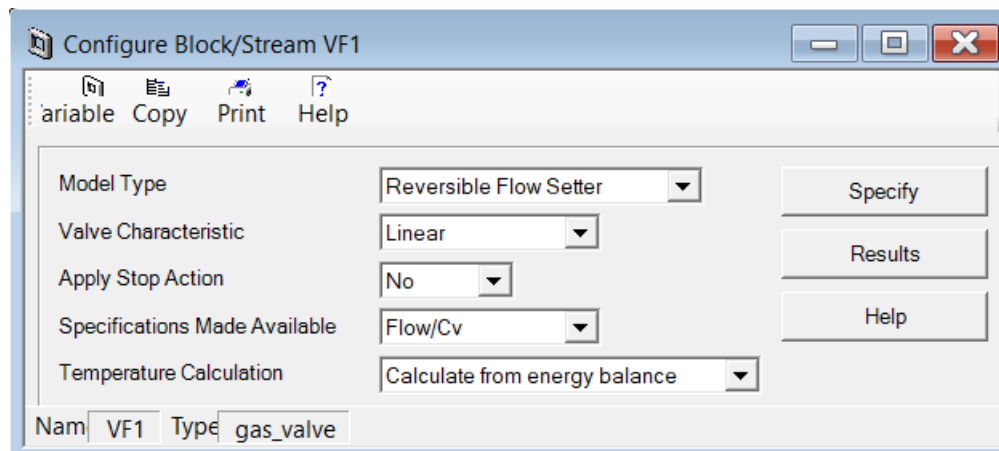 Configure Block/Stream VF1
ariable Copy Print Help
Model Type Reversible Flow Setter Specify
Valve Characteristic Linear
Results
Apply Stop Action No
Specifications Made Available Flow/Cv Help
Temperature Calculation Calculate from energy balance
Nam VF1 Type gas_valve